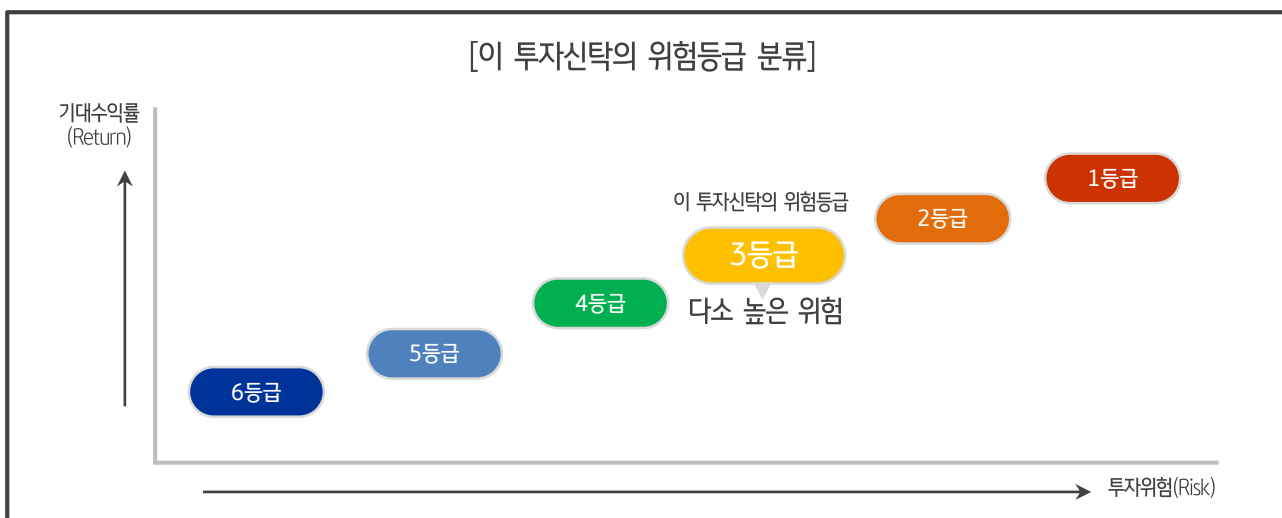 [이 투자신탁의 위험등급 분류]
기대수익률
(Return)
1등급
이 투자신탁의 위험등급
2등급
3등급
다소 높은 위험
4등급
5등급
6등급
투자위험(Risk)